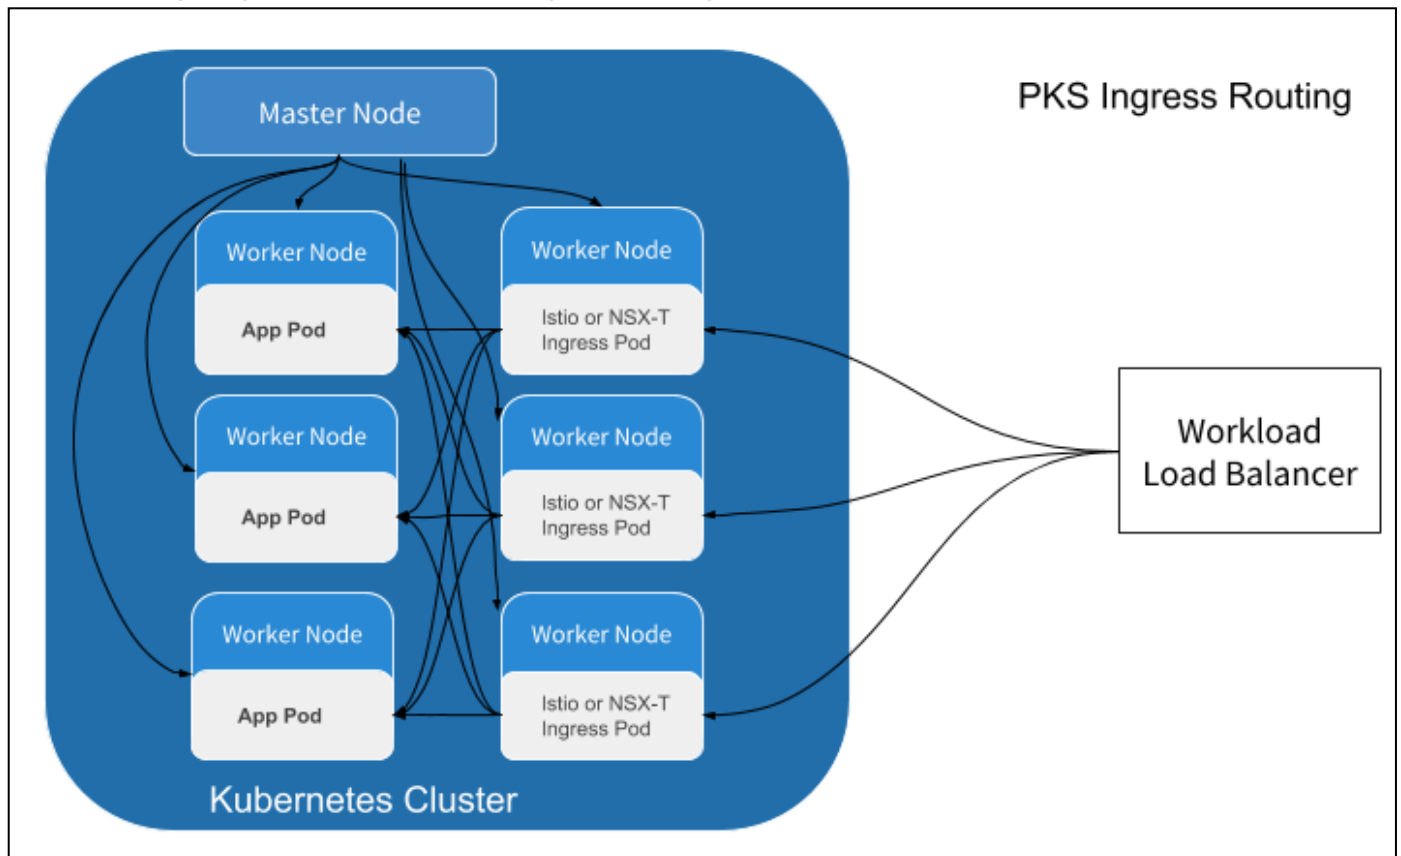 PKS Ingress Routing
Master Node
Worker Node
App Pod
Worker Node
Istio or NSX-T
Ingress Pod
Worker Node
App Pod
Worker Node
Istio or NSX-T
Ingress Pod
Worker Node
App Pod
Worker Node
Istio or NSX-T
Ingress Pod
Workload
Load Balancer
Kubernetes Cluster